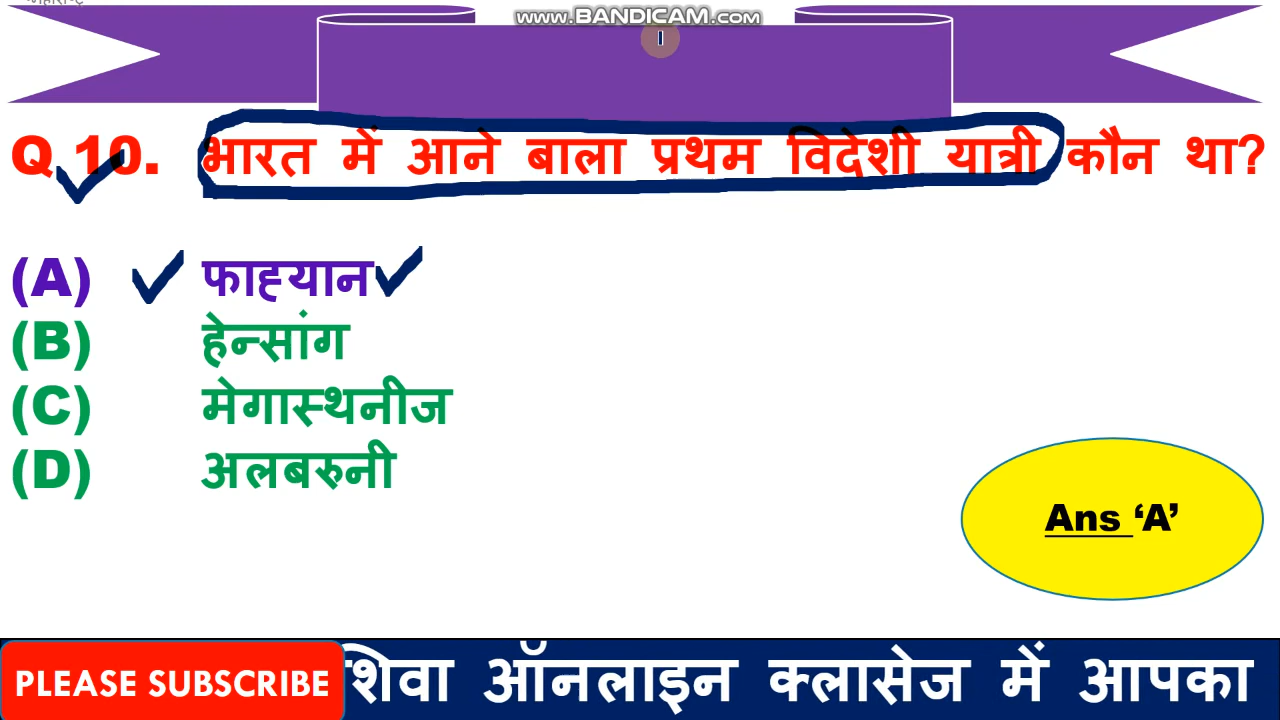 www.BANDICAM.com
Q.10. भारत में आने बाला प्रथम विदेशी यात्री कौन था?
(A) फाह्यान
(B) हेन्सांग
(C) मेगास्थनीज
(D) अलबरुनी
Ans ‘A’
PLEASE SUBSCRIBE शिवा ऑनलाइन क्लासेज में आपका